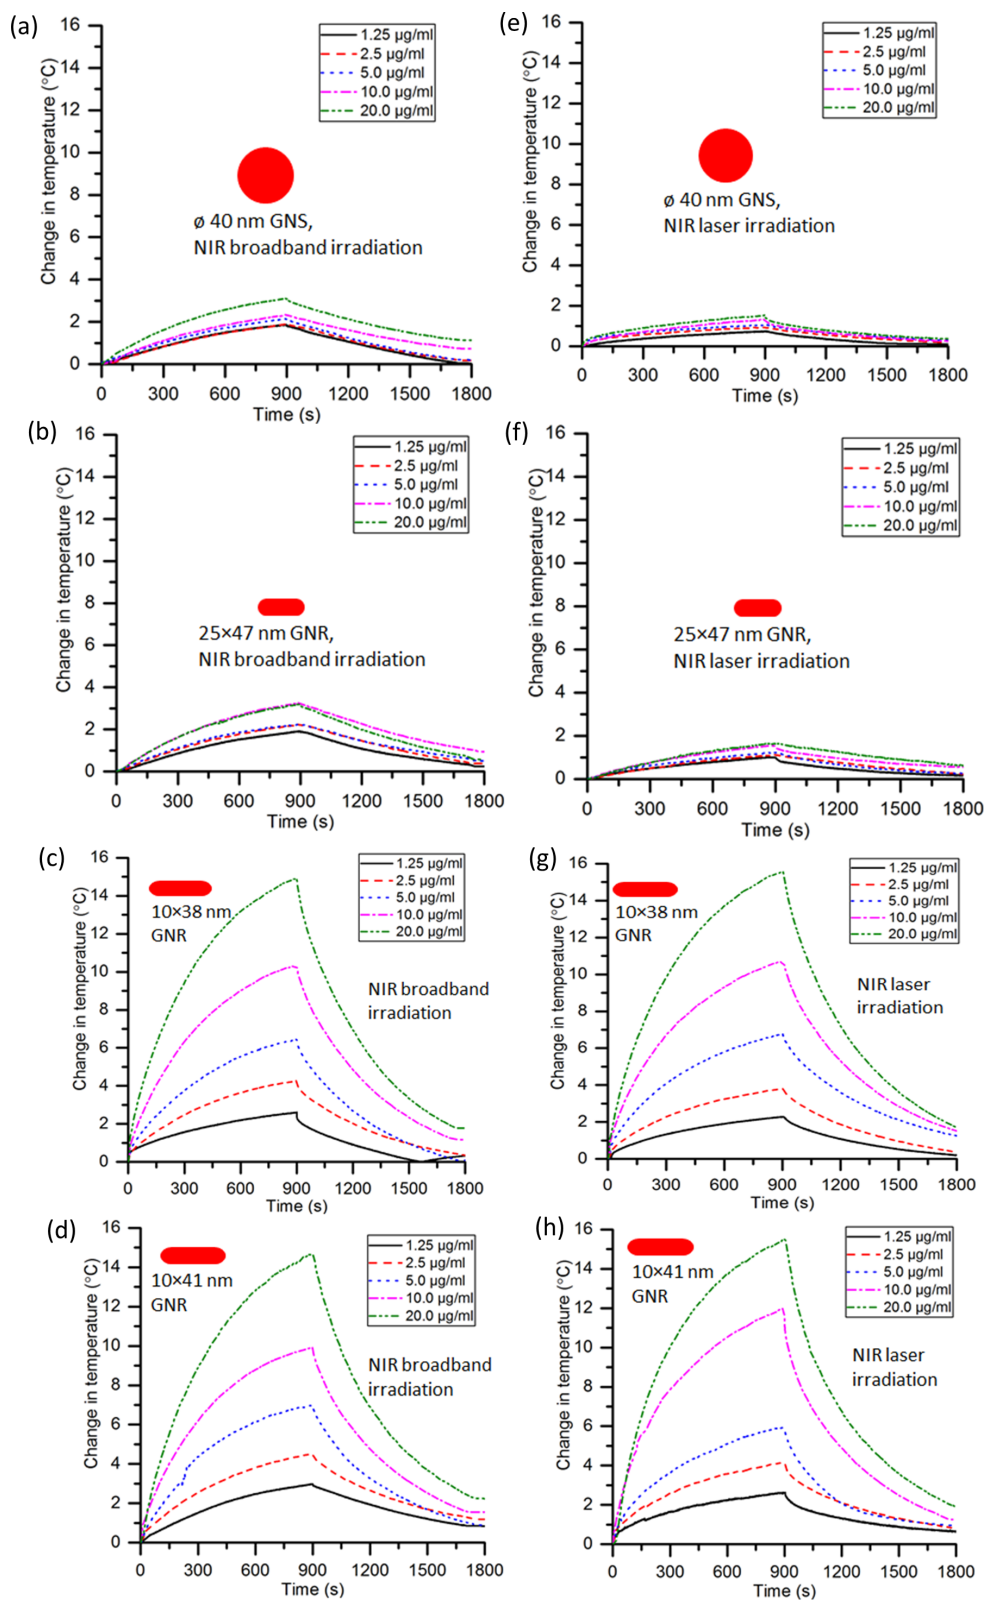 (a)
16
14
12
10
8
6
4
2
0
Change in temperature (°C)
1.25 µg/ml
2.5 µg/ml
5.0 µg/ml
10.0 µg/ml
20.0 µg/ml
ø 40 nm GNS,
NIR broadband irradiation
0 300 600 900 1200 1500 1800
Time (s)
(e)
16
14
12
10
8
6
4
2
0
Change in temperature (°C)
1.25 µg/ml
2.5 µg/ml
5.0 µg/ml
10.0 µg/ml
20.0 µg/ml
ø 40 nm GNS,
NIR laser irradiation
0 300 600 900 1200 1500 1800
Time (s)
(b)
16
14
12
10
8
6
4
2
0
Change in temperature (°C)
1.25 µg/ml
2.5 µg/ml
5.0 µg/ml
10.0 µg/ml
20.0 µg/ml
25×47 nm GNR,
NIR broadband irradiation
0 300 600 900 1200 1500 1800
Time (s)
(f)
16
14
12
10
8
6
4
2
0
Change in temperature (°C)
1.25 µg/ml
2.5 µg/ml
5.0 µg/ml
10.0 µg/ml
20.0 µg/ml
25×47 nm GNR,
NIR laser irradiation
0 300 600 900 1200 1500 1800
Time (s)
(c)
16
14
12
10
8
6
4
2
0
Change in temperature (°C)
10×38 nm
GNR
1.25 µg/ml
2.5 µg/ml
5.0 µg/ml
10.0 µg/ml
20.0 µg/ml
NIR broadband
irradiation
0 300 600 900 1200 1500 1800
Time (s)
(g)
16
14
12
10
8
6
4
2
0
Change in temperature (°C)
10×38 nm
GNR
1.25 µg/ml
2.5 µg/ml
5.0 µg/ml
10.0 µg/ml
20.0 µg/ml
NIR laser
irradiation
0 300 600 900 1200 1500 1800
Time (s)
(d)
16
14
12
10
8
6
4
2
0
Change in temperature (°C)
10×41 nm
GNR
1.25 µg/ml
2.5 µg/ml
5.0 µg/ml
10.0 µg/ml
20.0 µg/ml
NIR broadband
irradiation
0 300 600 900 1200 1500 1800
Time (s)
(h)
16
14
12
10
8
6
4
2
0
Change in temperature (°C)
10×41 nm
GNR
1.25 µg/ml
2.5 µg/ml
5.0 µg/ml
10.0 µg/ml
20.0 µg/ml
NIR laser
irradiation
0 300 600 900 1200 1500 1800
Time (s)